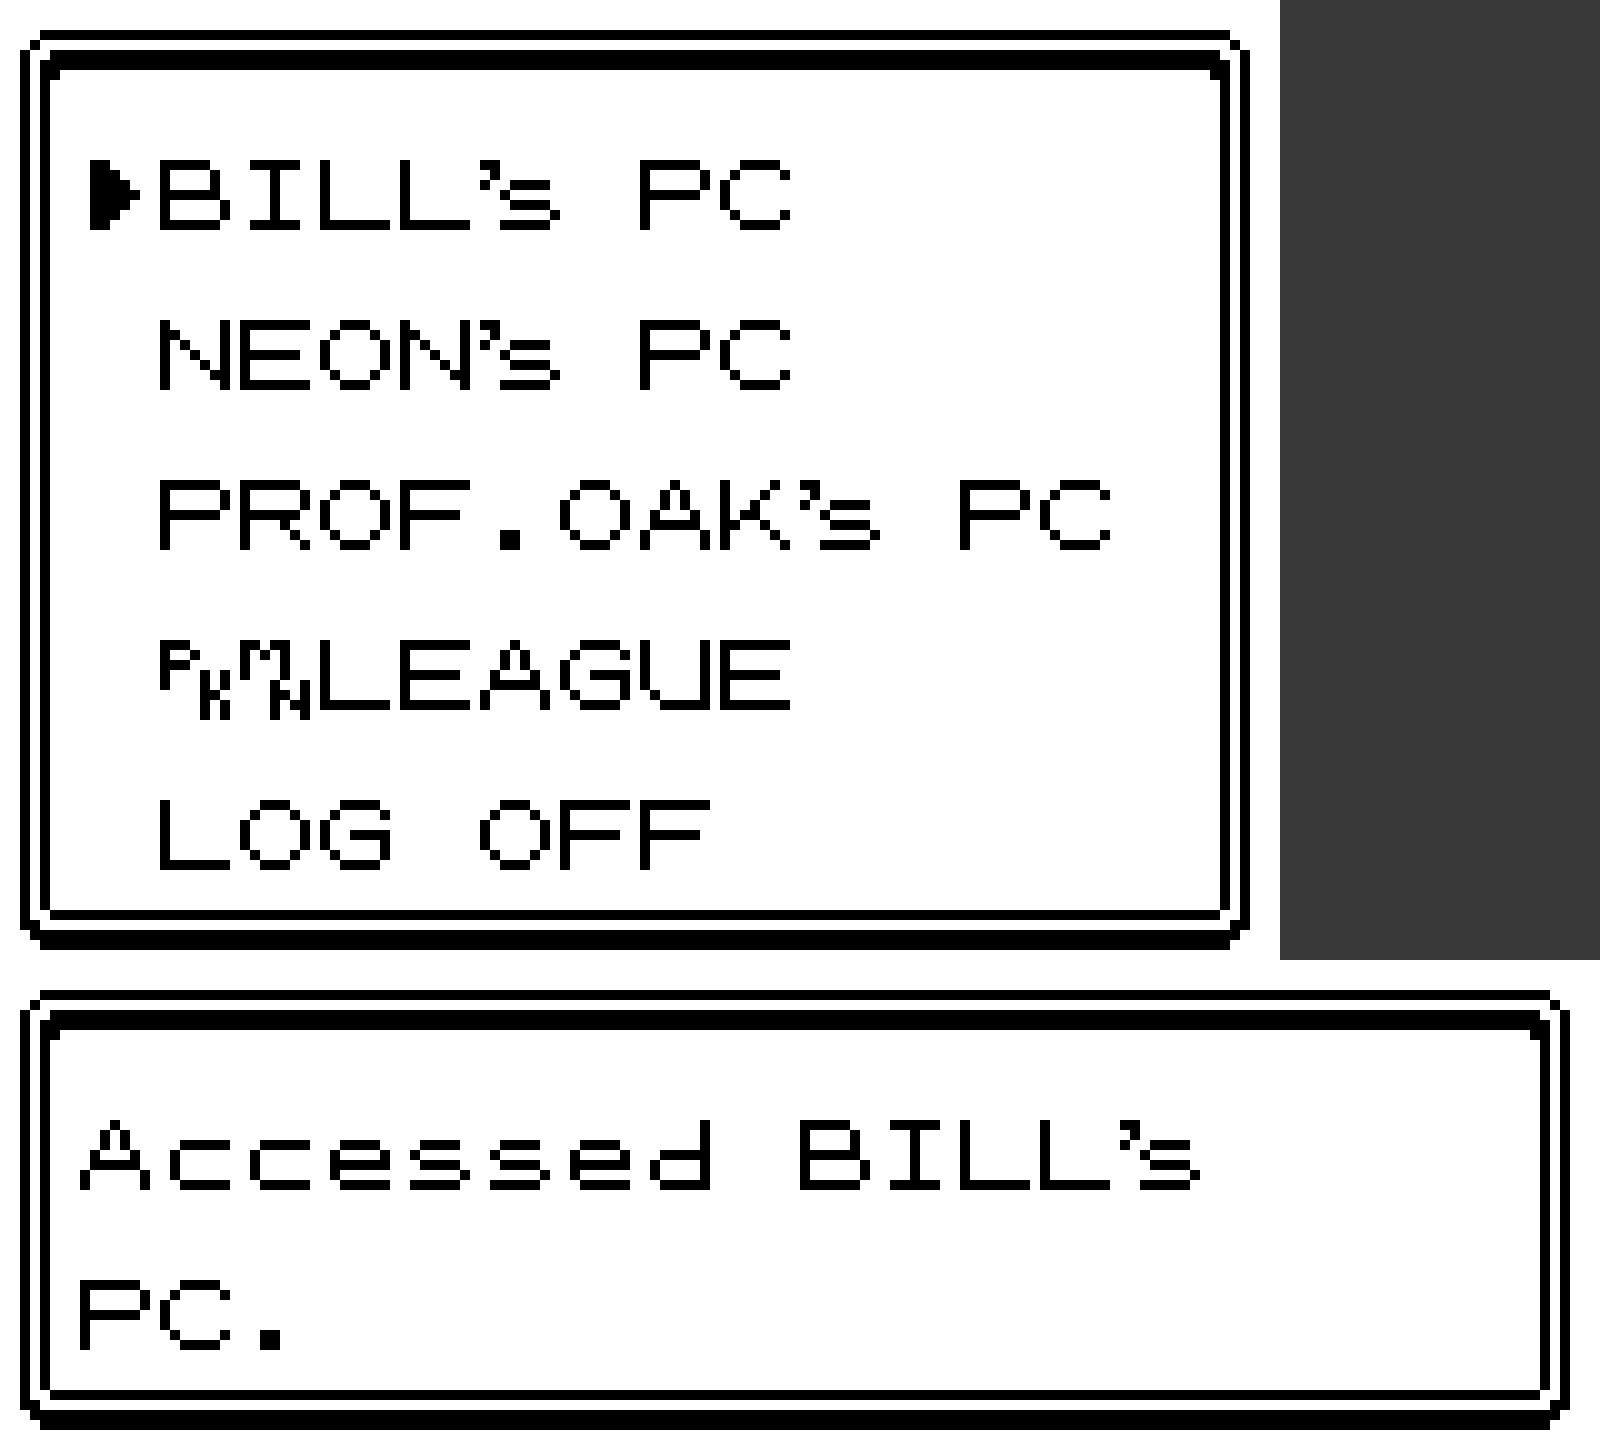 ▶BILL's PC
NEON's PC
PROF.OAK's PC
PKMNLEAGUE
LOG OFF
Accessed BILL's
PC.